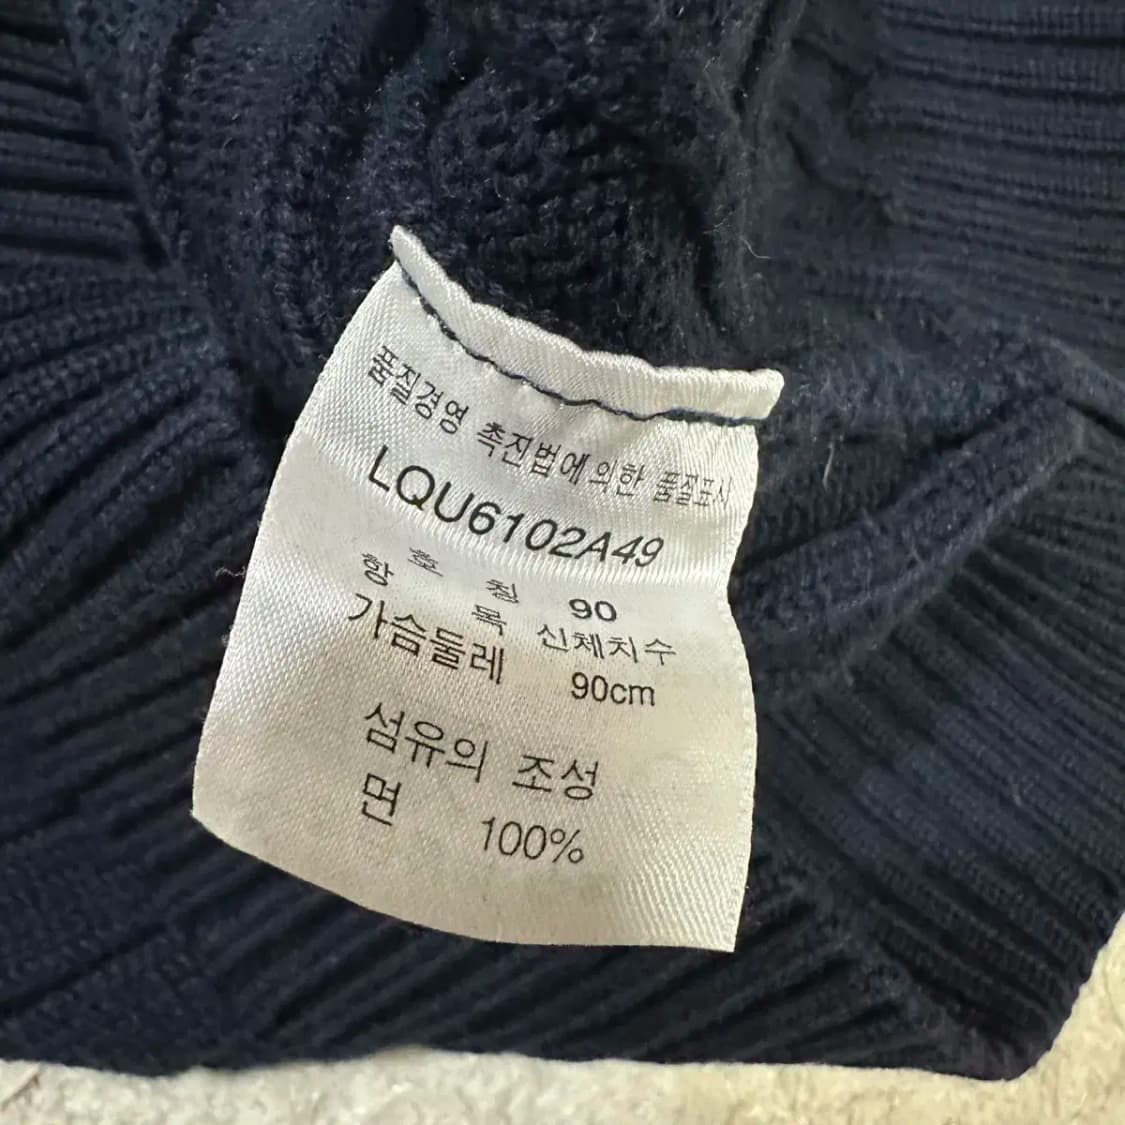 품질경영 촉진법에 의한 품질표시
LQU6102A49
호 칭 90
항 목 신체치수
가슴둘레 90cm
섬유의 조성
면 100%